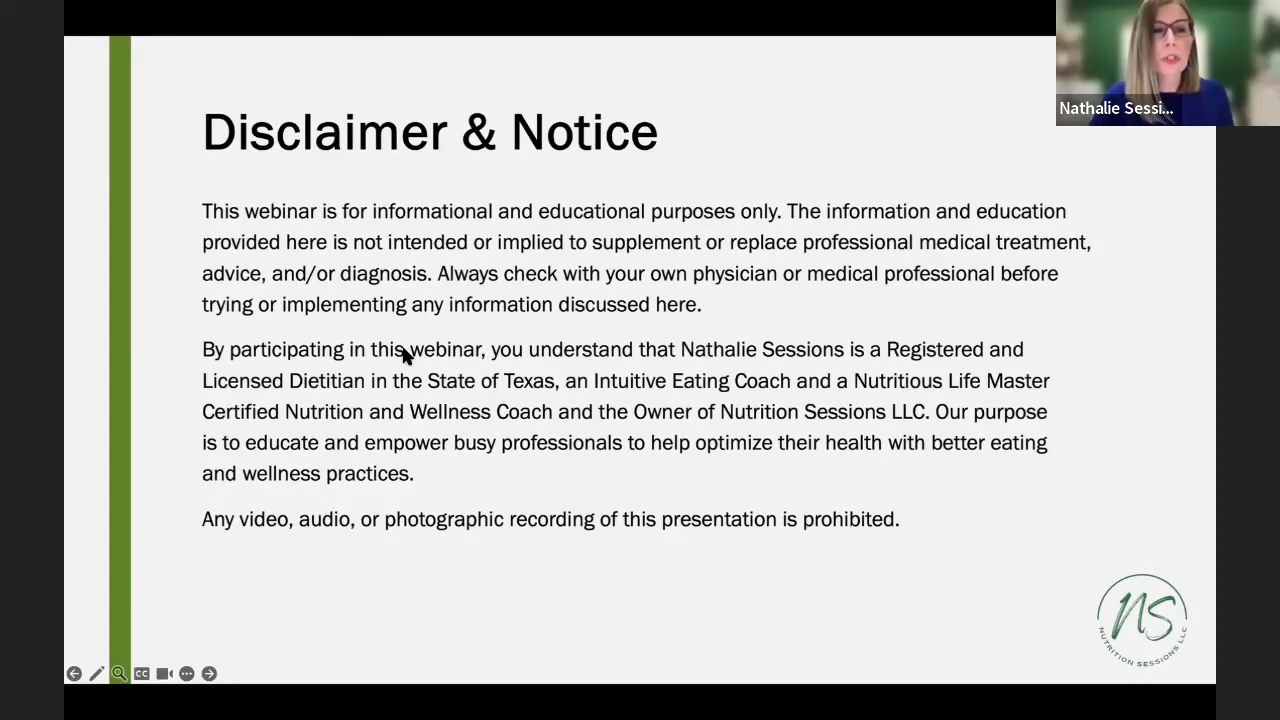 Nathalie Sessi...
Disclaimer & Notice
This webinar is for informational and educational purposes only. The information and education
provided here is not intended or implied to supplement or replace professional medical treatment,
advice, and/or diagnosis. Always check with your own physician or medical professional before
trying or implementing any information discussed here.
By participating in this webinar, you understand that Nathalie Sessions is a Registered and
Licensed Dietitian in the State of Texas, an Intuitive Eating Coach and a Nutritious Life Master
Certified Nutrition and Wellness Coach and the Owner of Nutrition Sessions LLC. Our purpose
is to educate and empower busy professionals to help optimize their health with better eating
and wellness practices.
Any video, audio, or photographic recording of this presentation is prohibited.
NS
NUTRITION SESSIONS LLC
CC